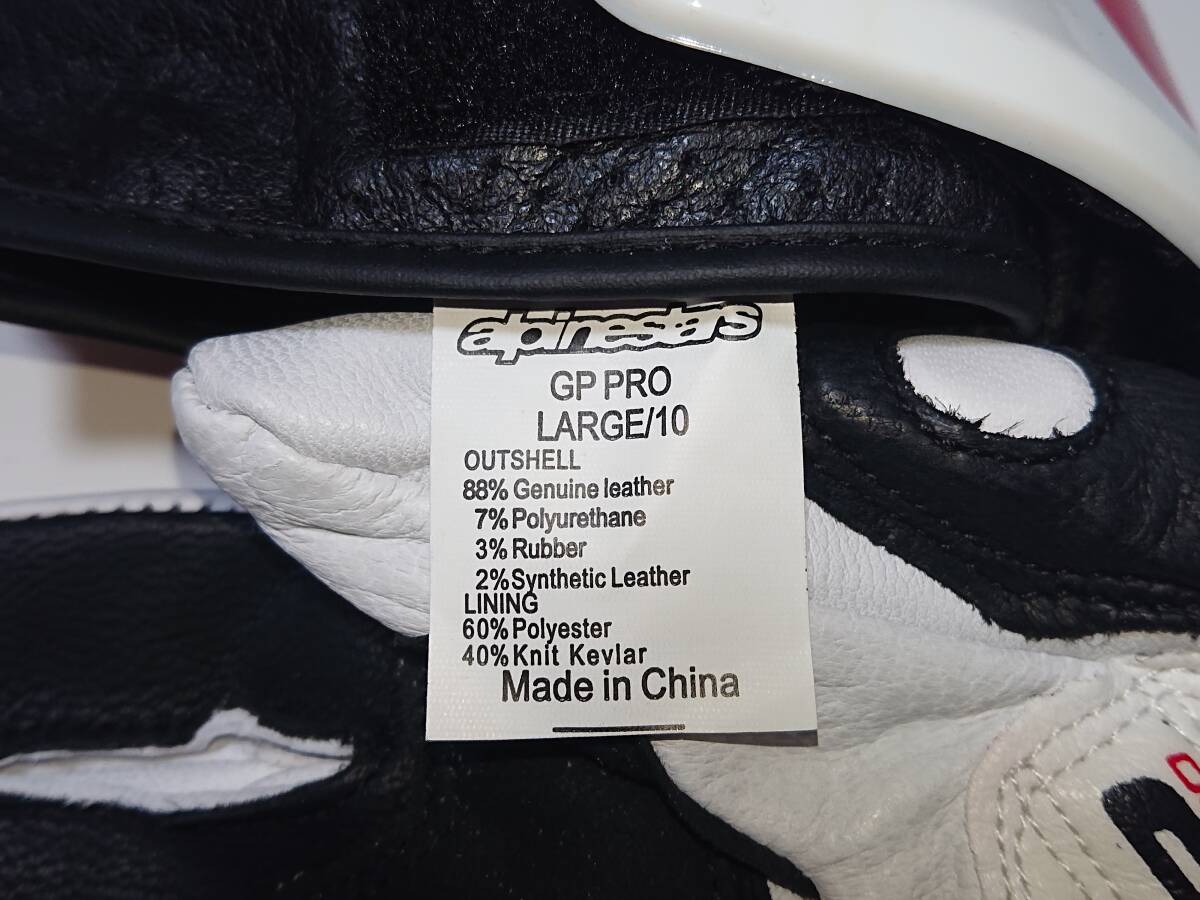 alpinestars
GP PRO
LARGE/10
OUTSHELL
88% Genuine leather
7% Polyurethane
3% Rubber
2% Synthetic Leather
LINING
60% Polyester
40% Knit Kevlar
Made in China